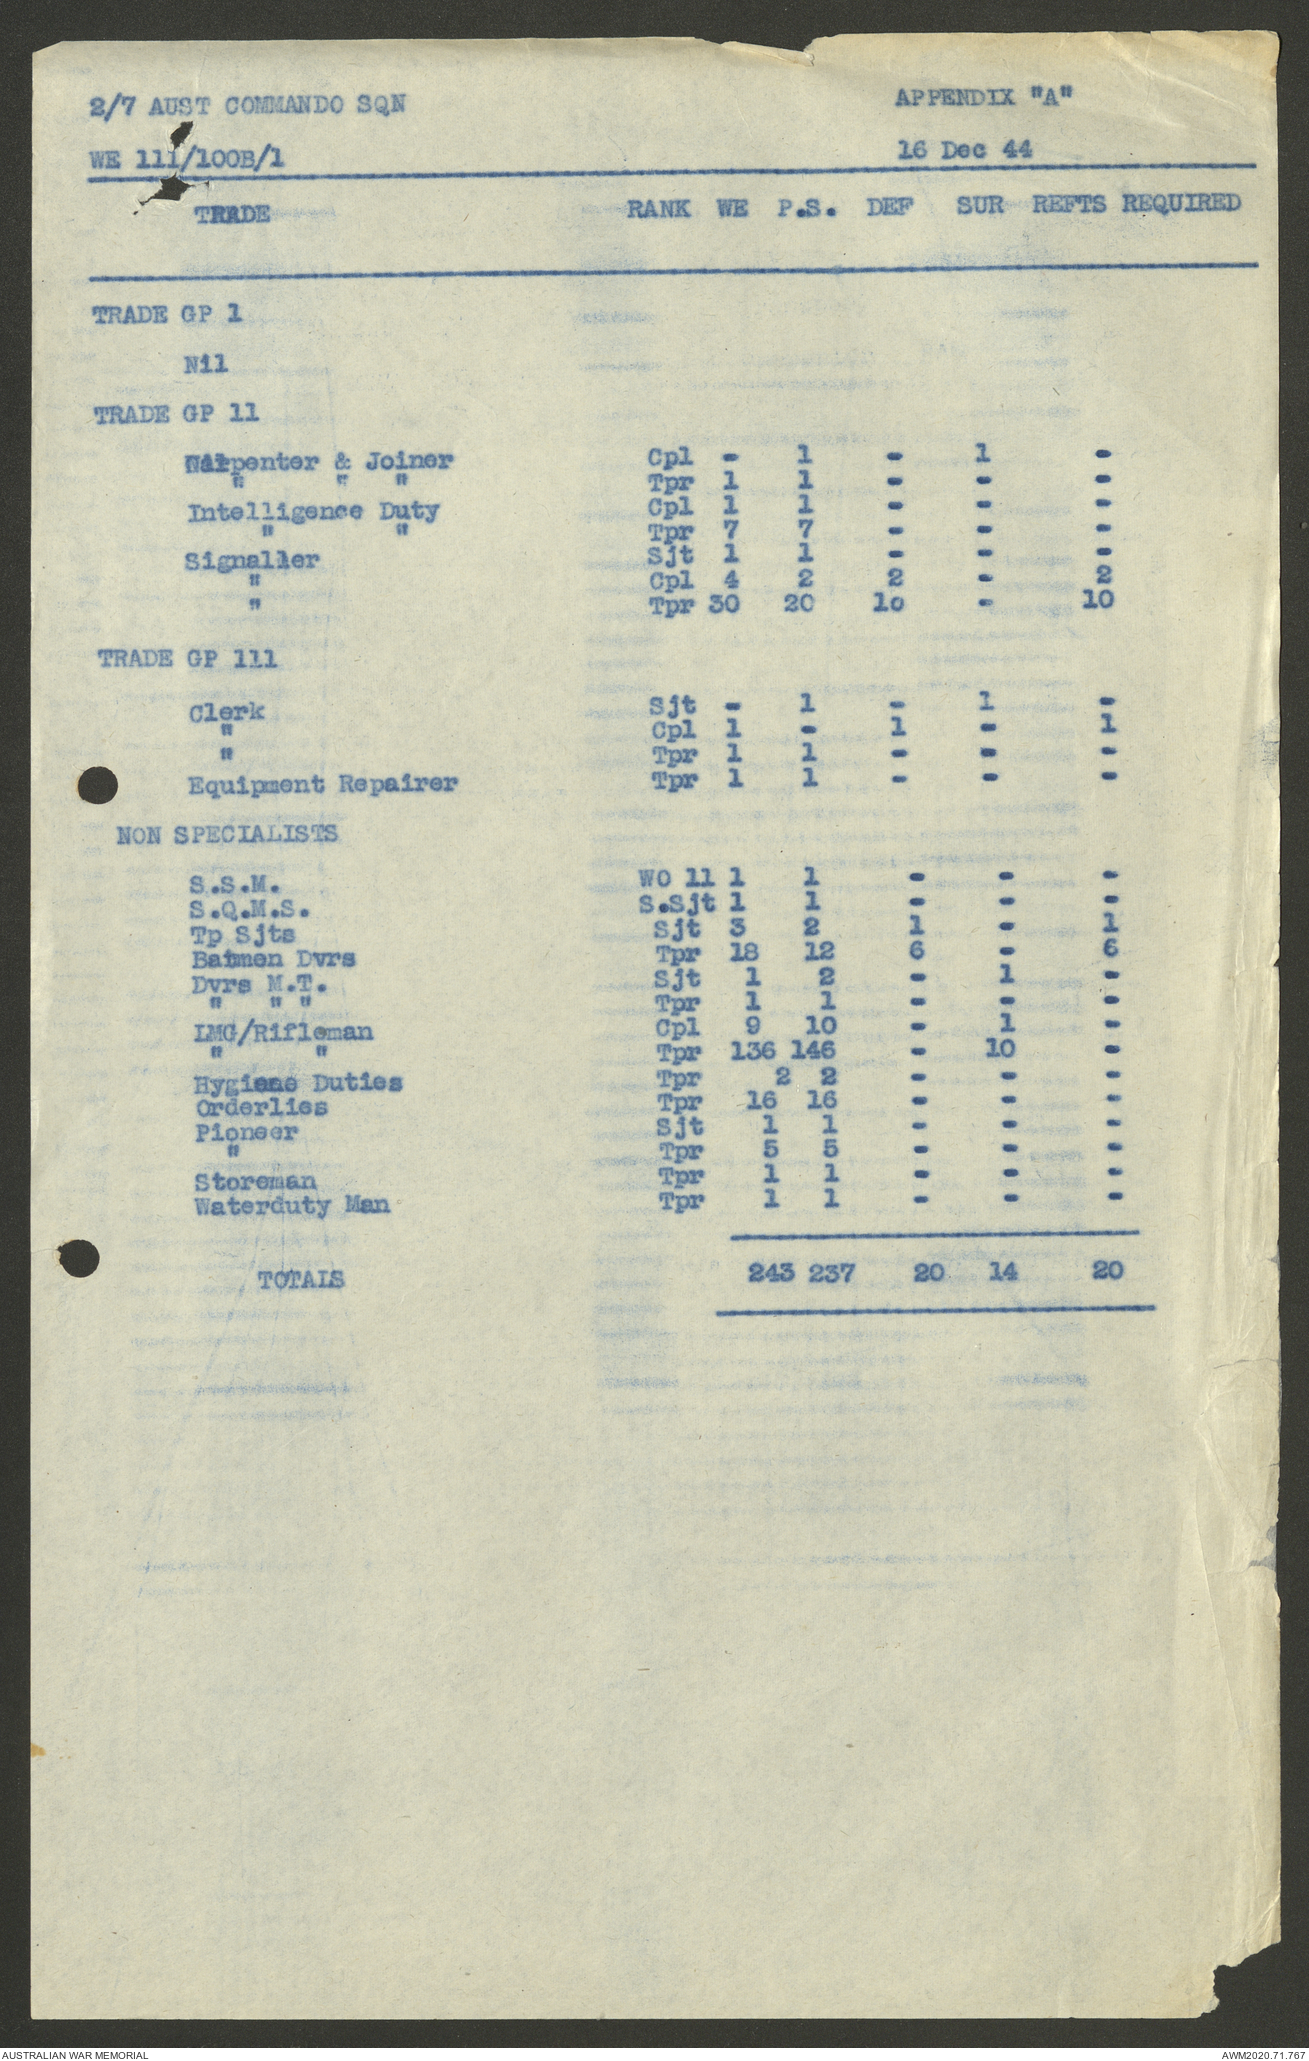 2/7 AUST COMMANDO SQN APPENDIX "A"
WE 111/100B/1 16 Dec 44
TRADE RANK WE P.S. DEF SUR REFTS REQUIRED
TRADE GP 1
Nil
TRADE GP 11
Carpenter & Joiner Cpl - 1 - 1 -
" " " Tpr 1 1 - - -
Intelligence Duty Cpl 1 1 - - -
" " Tpr 7 7 - - -
Signaller Sjt 1 1 - - -
" Cpl 4 2 2 - 2
" Tpr 30 20 10 - 10
TRADE GP 111
Clerk Sjt - 1 - 1 -
" Cpl 1 - 1 - 1
" Tpr 1 1 - - -
Equipment Repairer Tpr 1 1 - - -
NON SPECIALISTS
S.S.M. WO 11 1 1 - - -
S.Q.M.S. S.Sjt 1 1 - - -
Tp Sjts Sjt 3 2 1 - 1
Batmen Dvrs Tpr 18 12 6 - 6
Dvrs M.T. Sjt 1 2 - 1 -
" " " Tpr 1 1 - - -
LMG/Rifleman Cpl 9 10 - 1 -
" " Tpr 136 146 - 10 -
Hygiene Duties Tpr 2 2 - - -
Orderlies Tpr 16 16 - - -
Pioneer Sjt 1 1 - - -
" Tpr 5 5 - - -
Storeman Tpr 1 1 - - -
Waterduty Man Tpr 1 1 - - -
TOTALS 243 237 20 14 20
AUSTRALIAN WAR MEMORIAL AWM2020.71.767